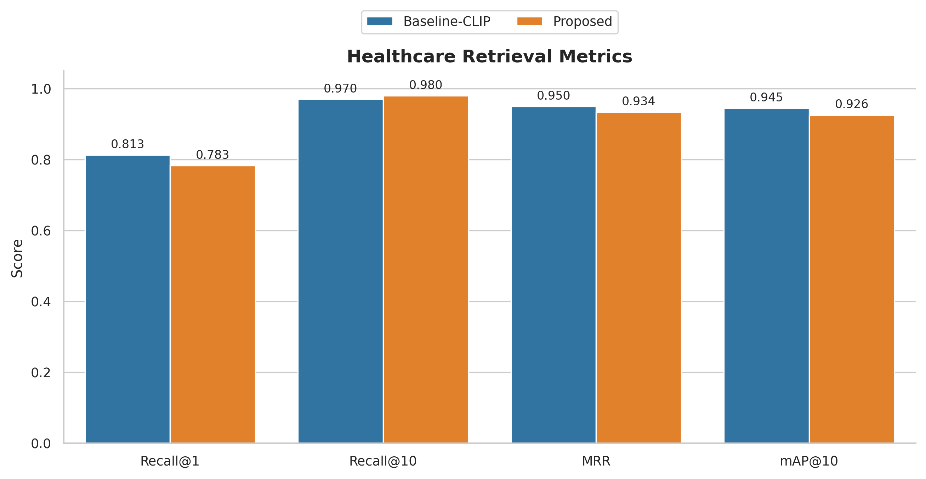 Baseline-CLIP Proposed
Healthcare Retrieval Metrics
Score
1.0
0.8
0.6
0.4
0.2
0.0
0.813 0.783 0.970 0.980 0.950 0.934 0.945 0.926
Recall@1 Recall@10 MRR mAP@10